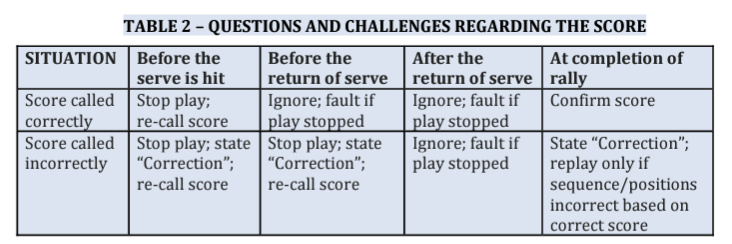 TABLE 2 – QUESTIONS AND CHALLENGES REGARDING THE SCORE
SITUATION | Before the serve is hit | Before the return of serve | After the return of serve | At completion of rally
Score called correctly | Stop play; re-call score | Ignore; fault if play stopped | Ignore; fault if play stopped | Confirm score
Score called incorrectly | Stop play; state “Correction”; re-call score | Stop play; state “Correction”; re-call score | Ignore; fault if play stopped | State “Correction”; replay only if sequence/positions incorrect based on correct score